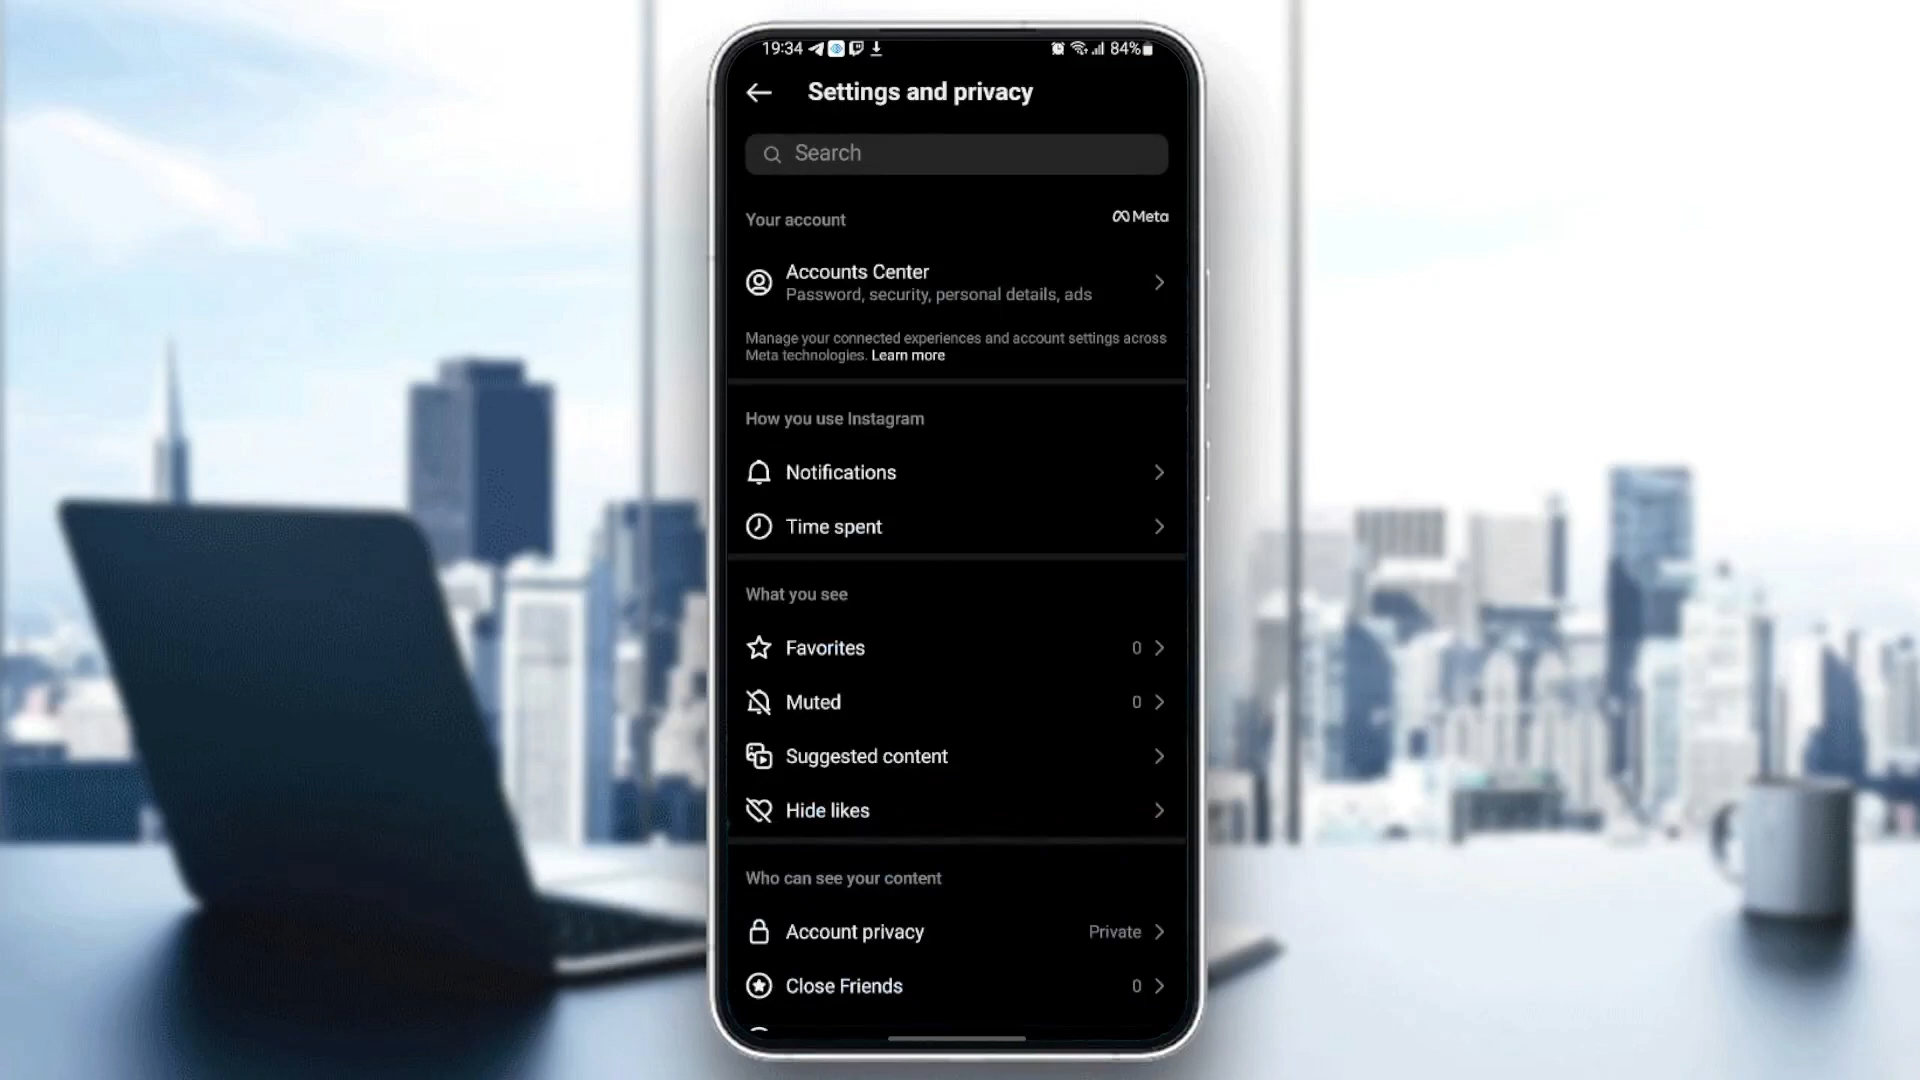 19:34 84%
Settings and privacy
Search
Your account Meta
Accounts Center
Password, security, personal details, ads
Manage your connected experiences and account settings across
Meta technologies. Learn more
How you use Instagram
Notifications
Time spent
What you see
Favorites 0
Muted 0
Suggested content
Hide likes
Who can see your content
Account privacy Private
Close Friends 0